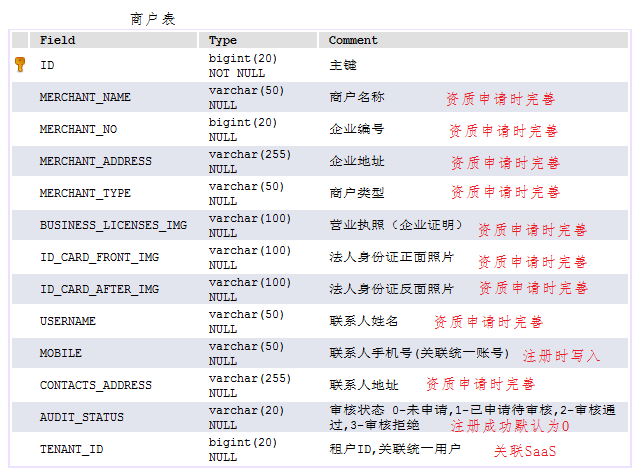 商户表
Field Type Comment
ID bigint(20) NOT NULL 主键
MERCHANT_NAME varchar(50) NULL 商户名称 资质申请时完善
MERCHANT_NO bigint(20) NULL 企业编号 资质申请时完善
MERCHANT_ADDRESS varchar(255) NULL 企业地址 资质申请时完善
MERCHANT_TYPE varchar(50) NULL 商户类型 资质申请时完善
BUSINESS_LICENSES_IMG varchar(100) NULL 营业执照（企业证明） 资质申请时完善
ID_CARD_FRONT_IMG varchar(100) NULL 法人身份证正面照片 资质申请时完善
ID_CARD_AFTER_IMG varchar(100) NULL 法人身份证反面照片 资质申请时完善
USERNAME varchar(50) NULL 联系人姓名 资质申请时完善
MOBILE varchar(50) NULL 联系人手机号(关联统一账号) 注册时写入
CONTACTS_ADDRESS varchar(255) NULL 联系人地址 资质申请时完善
AUDIT_STATUS varchar(20) NULL 审核状态 0-未申请,1-已申请待审核,2-审核通过,3-审核拒绝 注册成功默认为0
TENANT_ID bigint(20) NULL 租户ID,关联统一用户 关联SaaS